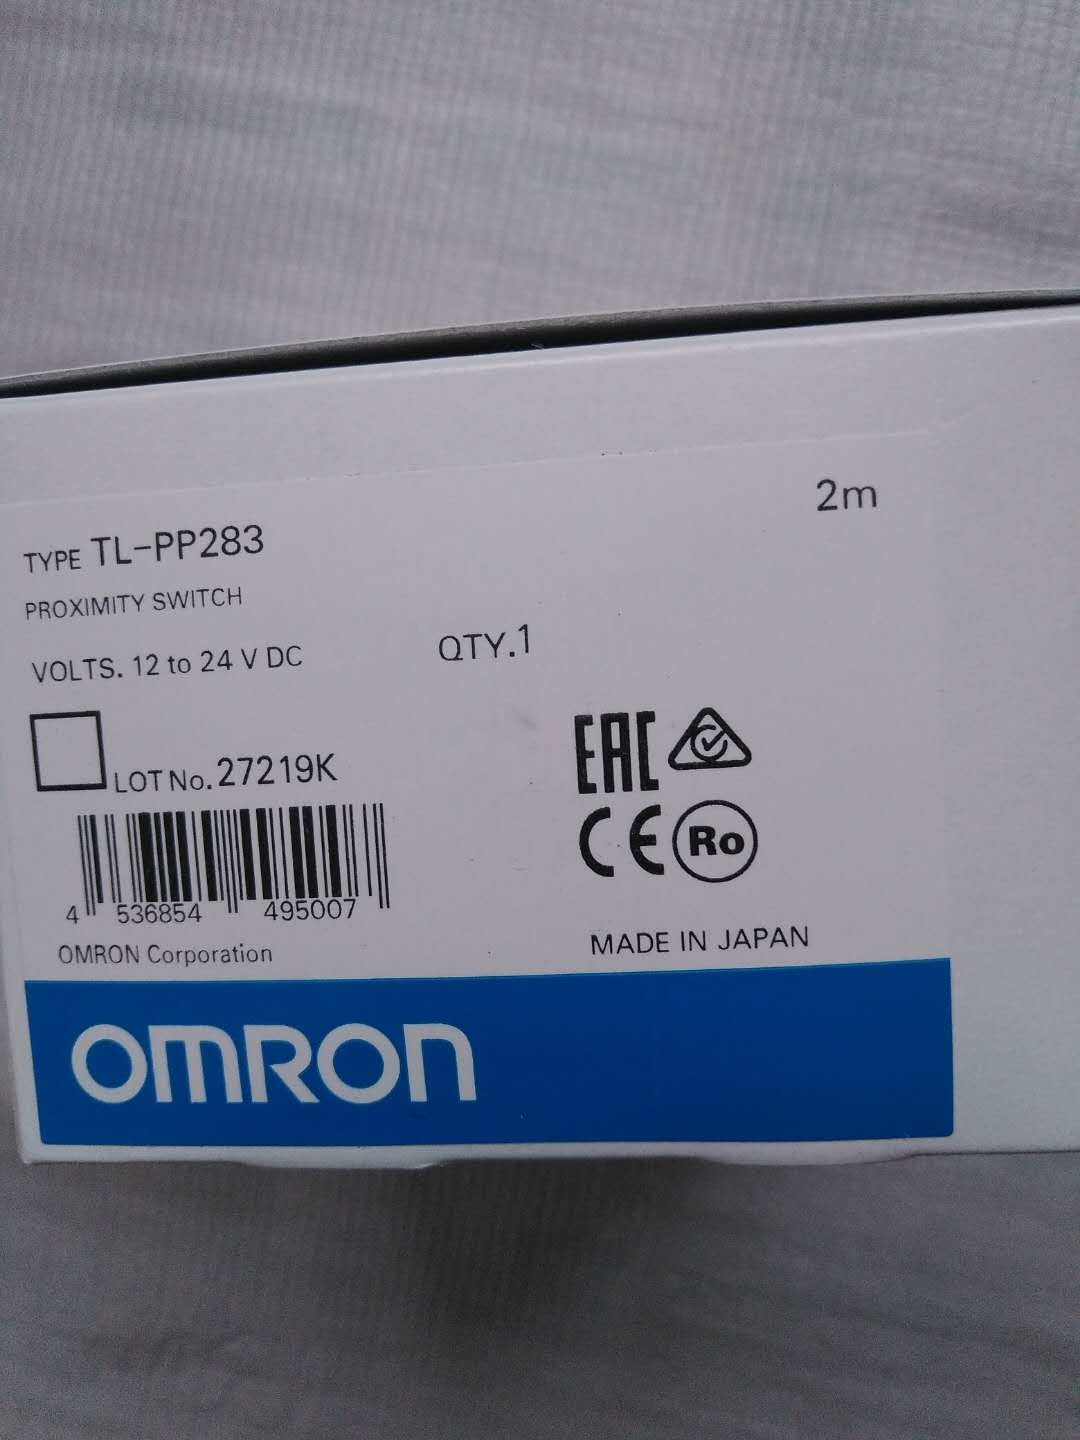 2m
TYPE TL-PP283
PROXIMITY SWITCH
VOLTS. 12 to 24 V DC
QTY.1
LOT No. 27219K
EAC
CE
Ro
4 536854 495007
OMRON Corporation
MADE IN JAPAN
OMRON